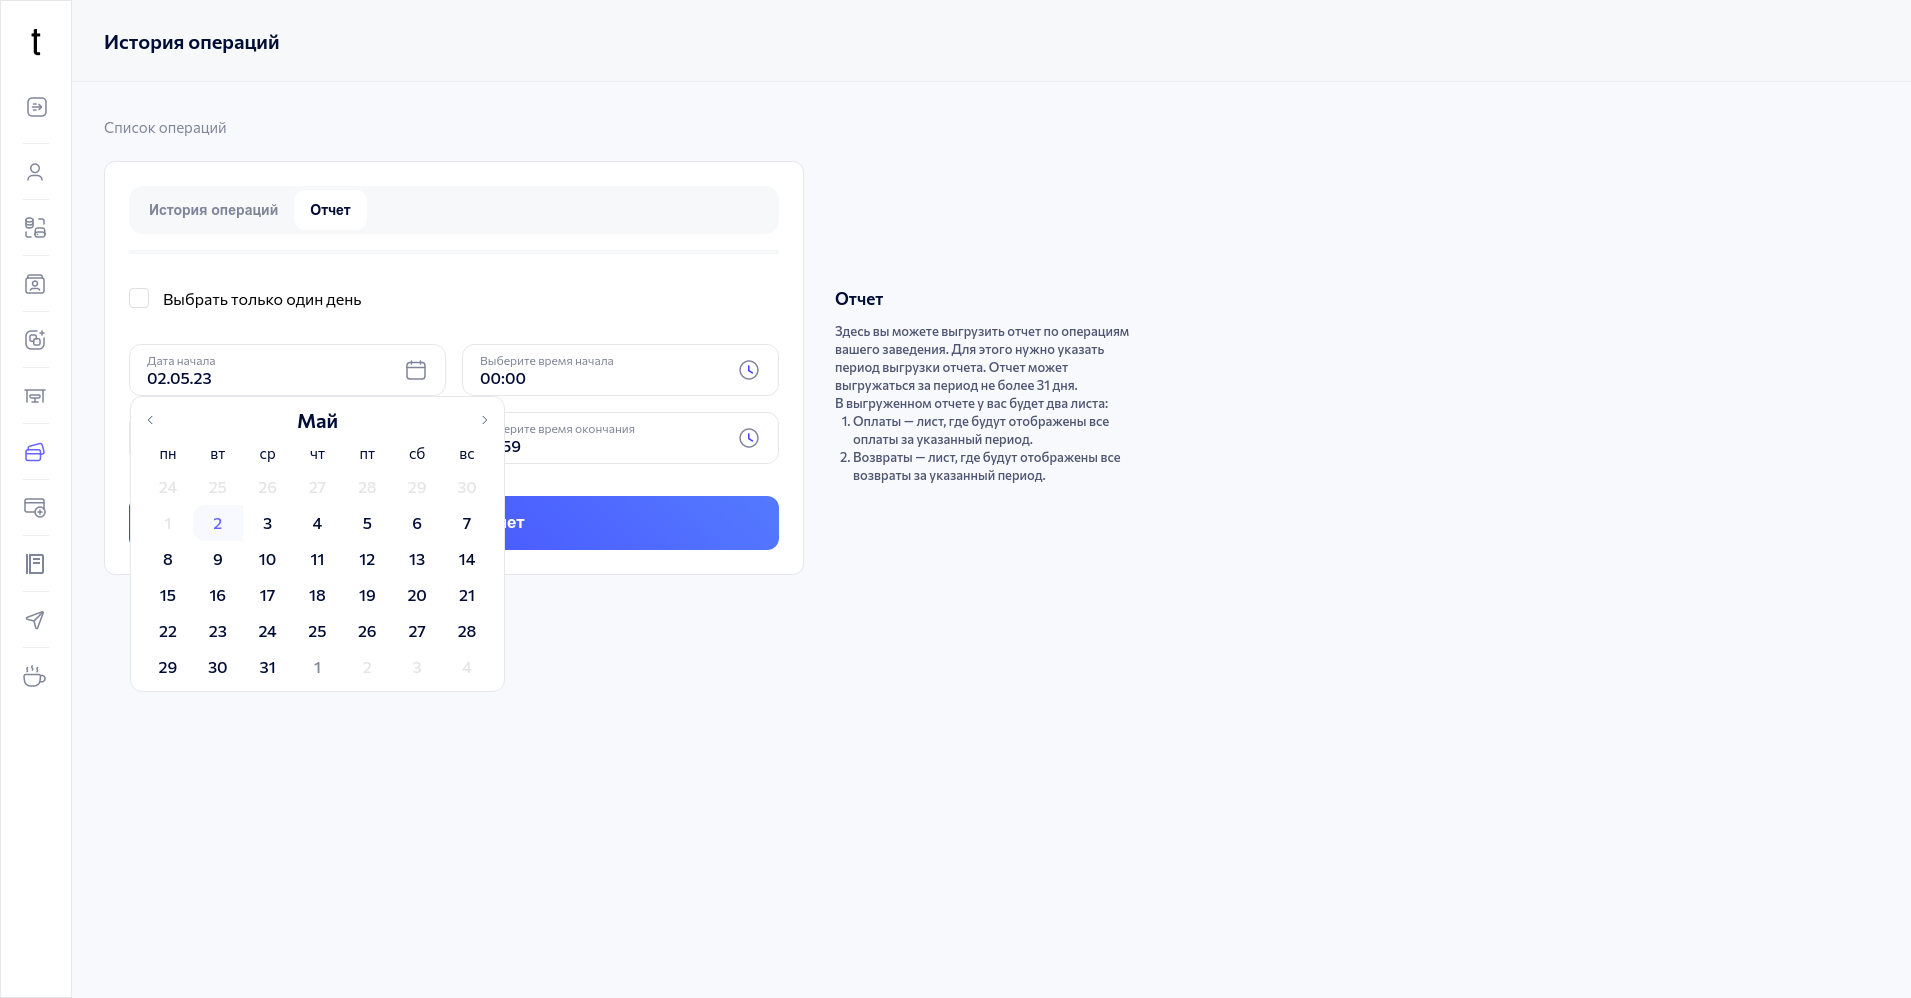 t
История операций
Список операций
История операций Отчет
Выбрать только один день
Дата начала
02.05.23
Выберите время начала
00:00
Май
пн вт ср чт пт сб вс
24 25 26 27 28 29 30
1 2 3 4 5 6 7
8 9 10 11 12 13 14
15 16 17 18 19 20 21
22 23 24 25 26 27 28
29 30 31 1 2 3 4
ерите время окончания
59
ет
Отчет
Здесь вы можете выгрузить отчет по операциям
вашего заведения. Для этого нужно указать
период выгрузки отчета. Отчет может
выгружаться за период не более 31 дня.
В выгруженном отчете у вас будет два листа:
1. Оплаты — лист, где будут отображены все
оплаты за указанный период.
2. Возвраты — лист, где будут отображены все
возвраты за указанный период.